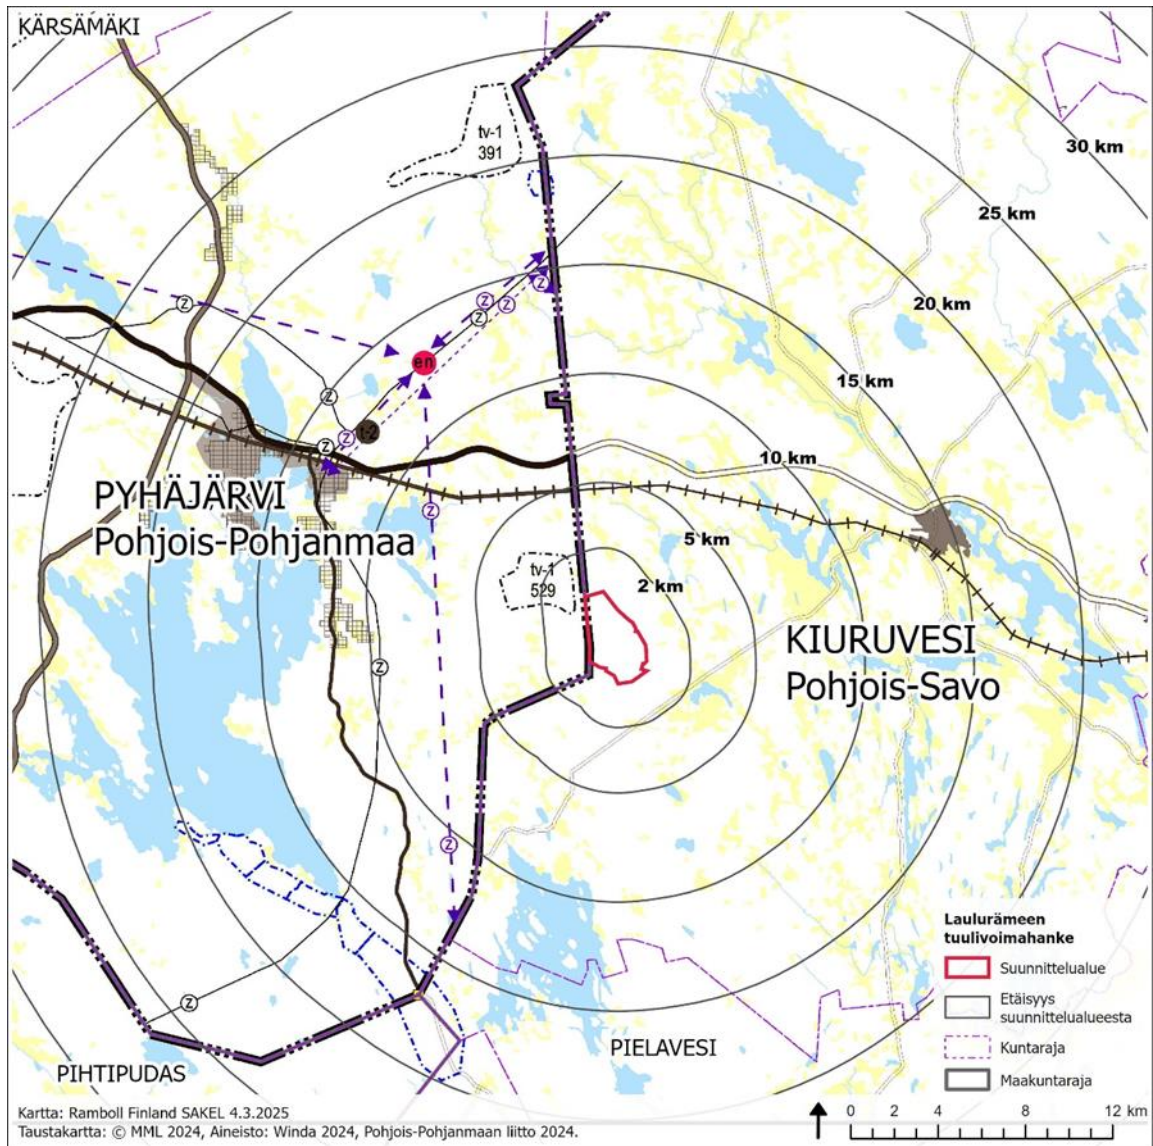 KÄRSÄMÄKI
tv-1
391
30 km
25 km
20 km
15 km
10 km
5 km
2 km
z
z
z
z
z
en
z
z
t-2
z
z
PYHÄJÄRVI
Pohjois-Pohjanmaa
z
tv-1
529
KIURUVESI
Pohjois-Savo
z
z
z
PIELAVESI
PIHTIPUDAS
Laulurämeen
tuulivoimahanke
Suunnittelualue
Etäisyys
suunnittelualueesta
Kuntaraja
Maakuntaraja
Kartta: Ramboll Finland SAKEL 4.3.2025
Taustakartta: © MML 2024, Aineisto: Winda 2024, Pohjois-Pohjanmaan liitto 2024.
0 2 4 8 12 km